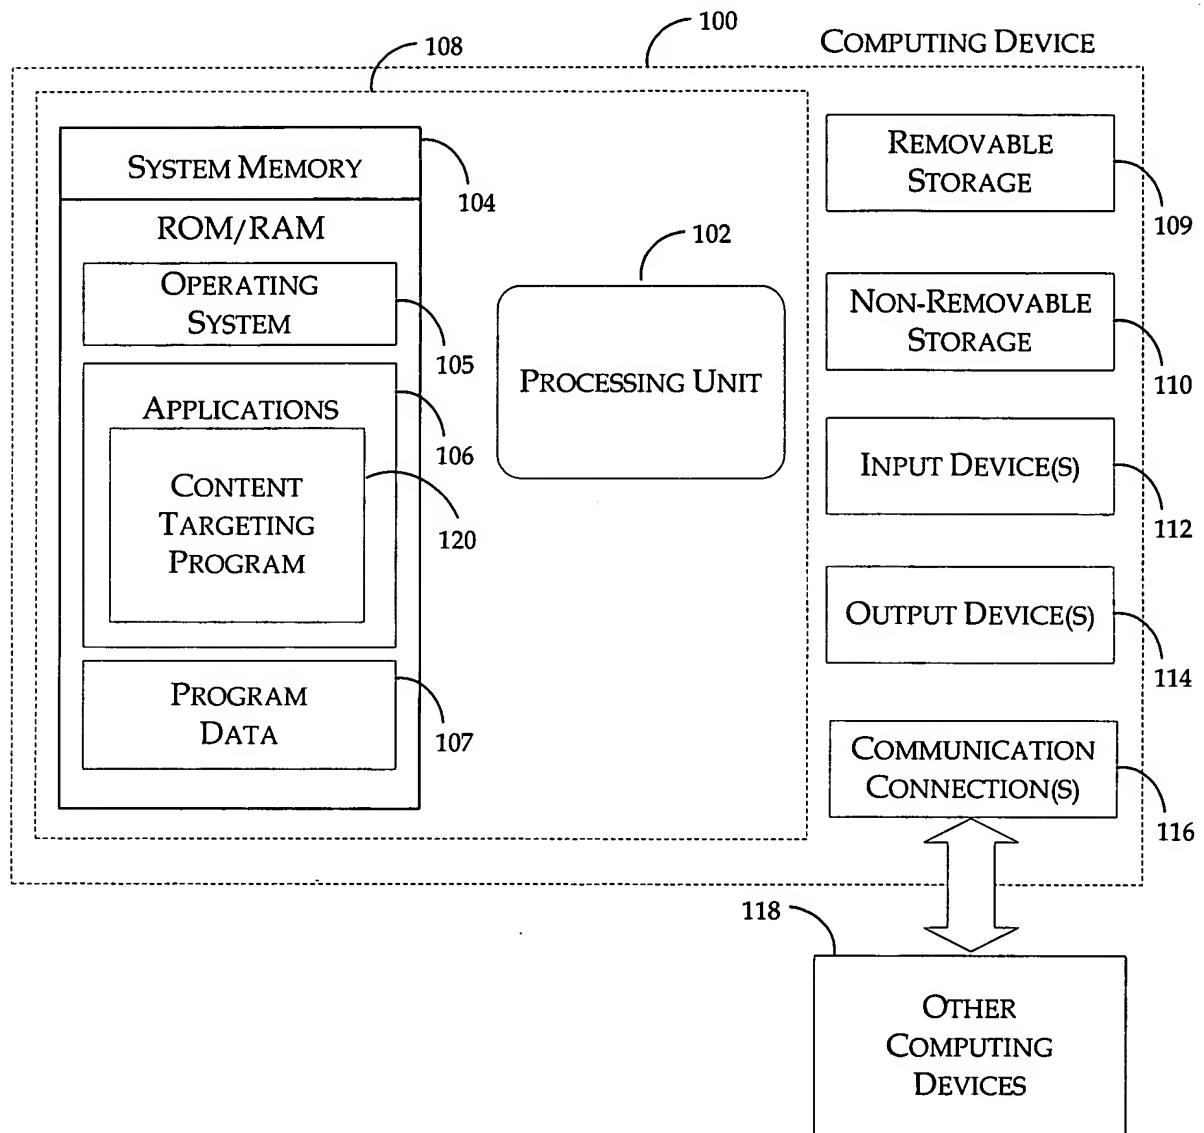 100
COMPUTING DEVICE
108
SYSTEM MEMORY
104
ROM/RAM
OPERATING
SYSTEM
105
APPLICATIONS
106
CONTENT
TARGETING
PROGRAM
120
PROGRAM
DATA
107
102
PROCESSING UNIT
REMOVABLE
STORAGE
109
NON-REMOVABLE
STORAGE
110
INPUT DEVICE(S)
112
OUTPUT DEVICE(S)
114
COMMUNICATION
CONNECTION(S)
116
118
OTHER
COMPUTING
DEVICES